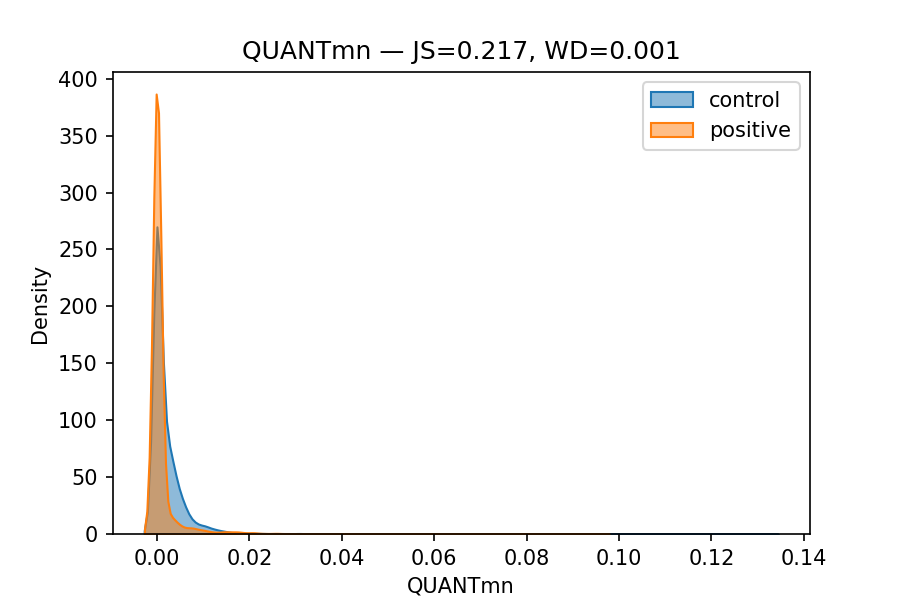 QUANTmn — JS=0.217, WD=0.001
control
positive
Density
400
350
300
250
200
150
100
50
0
0.00 0.02 0.04 0.06 0.08 0.10 0.12 0.14
QUANTmn